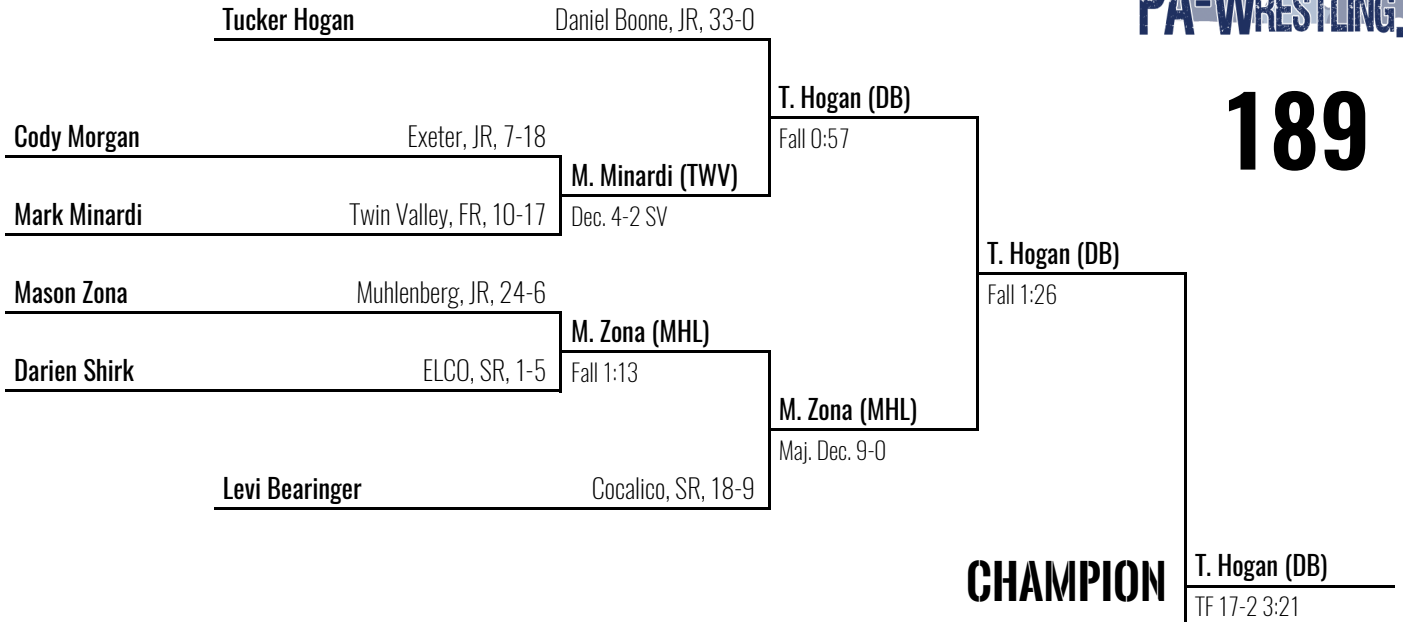 PA-WRESTLING.
189
Tucker Hogan Daniel Boone, JR, 33-0
T. Hogan (DB)
Fall 0:57
Cody Morgan Exeter, JR, 7-18
M. Minardi (TWV)
Dec. 4-2 SV
Mark Minardi Twin Valley, FR, 10-17
T. Hogan (DB)
Fall 1:26
Mason Zona Muhlenberg, JR, 24-6
M. Zona (MHL)
Fall 1:13
Darien Shirk ELCO, SR, 1-5
M. Zona (MHL)
Maj. Dec. 9-0
Levi Bearinger Cocalico, SR, 18-9
CHAMPION T. Hogan (DB)
TF 17-2 3:21